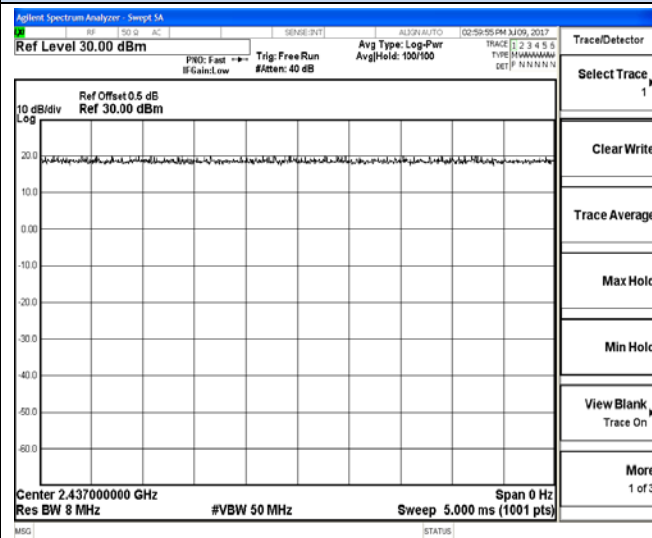 Agilent Spectrum Analyzer - Swept SA
RF 50 Ω AC SENSE:INT ALIGN AUTO 02:59:55 PM Jul 09, 2017
Ref Level 30.00 dBm
PNO: Fast
IFGain:Low
Trig: Free Run
#Atten: 40 dB
Avg Type: Log-Pwr
Avg|Hold: 100/100
TRACE 1 2 3 4 5 6
TYPE MWWWWW
DET P N N N N N
Ref Offset 0.5 dB
10 dB/div Ref 30.00 dBm
Log
20.0
10.0
0.00
-10.0
-20.0
-30.0
-40.0
-50.0
-60.0
Center 2.437000000 GHz Span 0 Hz
Res BW 8 MHz #VBW 50 MHz Sweep 5.000 ms (1001 pts)
MSG STATUS
Trace/Detector
Select Trace
1
Clear Write
Trace Average
Max Hold
Min Hold
View Blank
Trace On
More
1 of 3